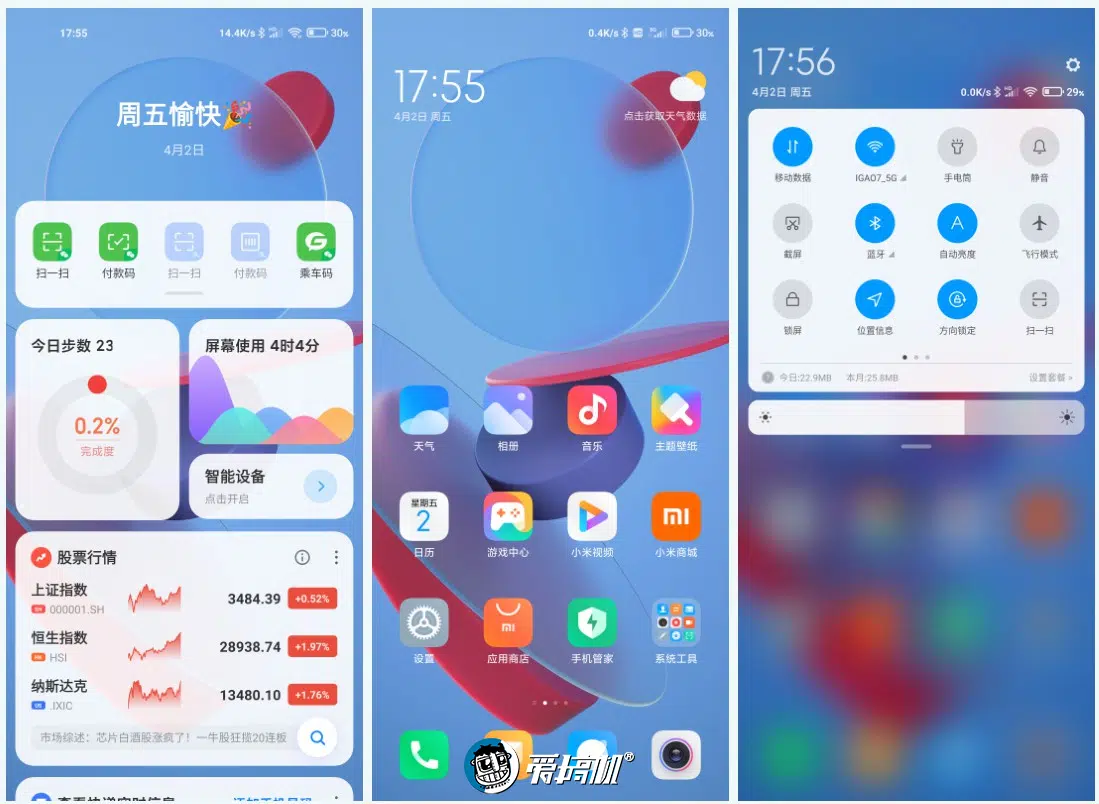 17:55
14.4K/s
30%
周五愉快
4月2日
扫一扫
付款码
扫一扫
付款码
乘车码
今日步数 23
0.2%
完成度
屏幕使用 4时4分
智能设备
点击开启
股票行情
上证指数
000001.SH
3484.39
+0.52%
恒生指数
HSI
28938.74
+1.97%
纳斯达克
.IXIC
13480.10
+1.76%
市场综述: 芯片白酒股涨疯了! 一牛股狂揽20连板
0.4K/s
30%
17:55
4月2日 周五
点击获取天气数据
天气
相册
音乐
主题壁纸
星期五
2
日历
游戏中心
小米视频
小米商城
设置
应用商店
手机管家
系统工具
爱搞机®
17:56
4月2日 周五
0.0K/s
29%
移动数据
IGAO7_5G
手电筒
静音
截屏
蓝牙
A
自动亮度
飞行模式
锁屏
位置信息
方向锁定
扫一扫
今日:22.9MB
本月:25.8MB
设置套餐 »